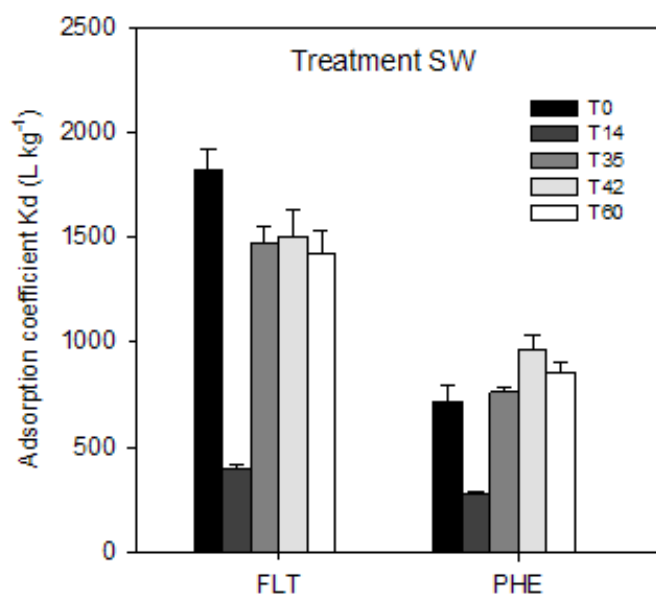 Treatment SW
T0
T14
T35
T42
T60
Adsorption coefficient Kd (L kg⁻¹)
2500
2000
1500
1000
500
0
FLT PHE